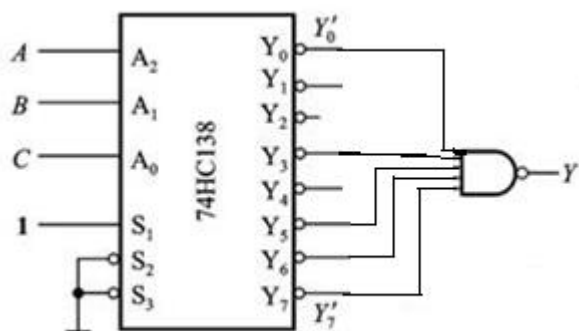 A
B
C
1
A₂
A₁
A₀
S₁
S₂
S₃
74HC138
Y₀
Y₁
Y₂
Y₃
Y₄
Y₅
Y₆
Y₇
Y₀′
Y₇′
Y